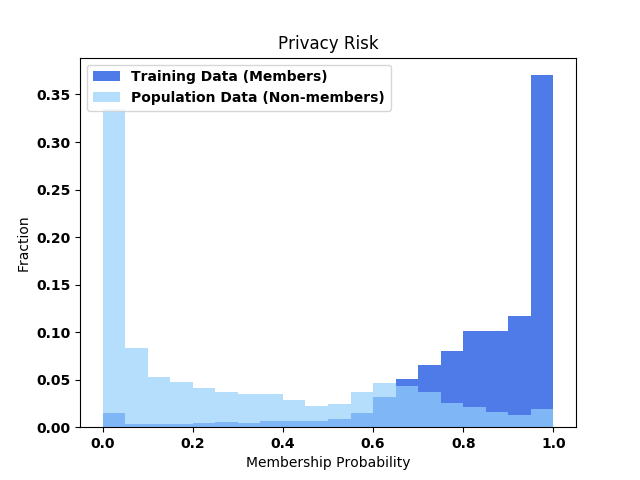 Privacy Risk
Training Data (Members)
Population Data (Non-members)
0.35
0.30
0.25
0.20
0.15
0.10
0.05
0.00
Fraction
0.0 0.2 0.4 0.6 0.8 1.0
Membership Probability